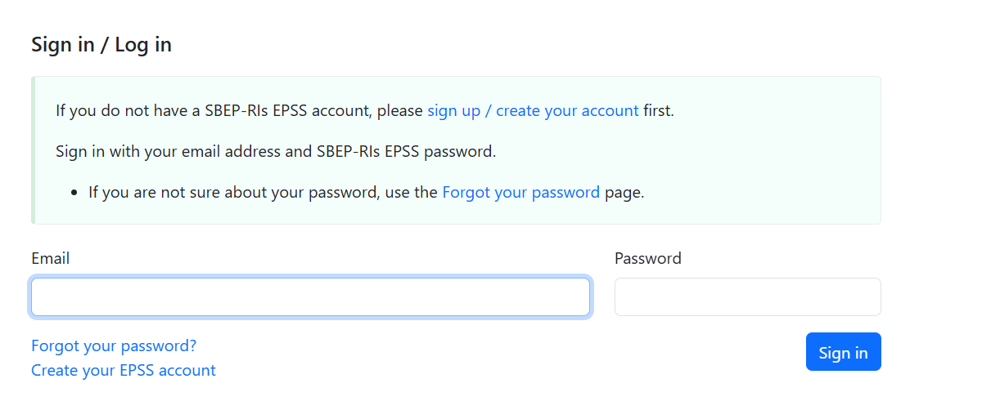 Sign in / Log in
If you do not have a SBEP-RIs EPSS account, please sign up / create your account first.
Sign in with your email address and SBEP-RIs EPSS password.
• If you are not sure about your password, use the Forgot your password page.
Email
Password
Forgot your password?
Sign in
Create your EPSS account